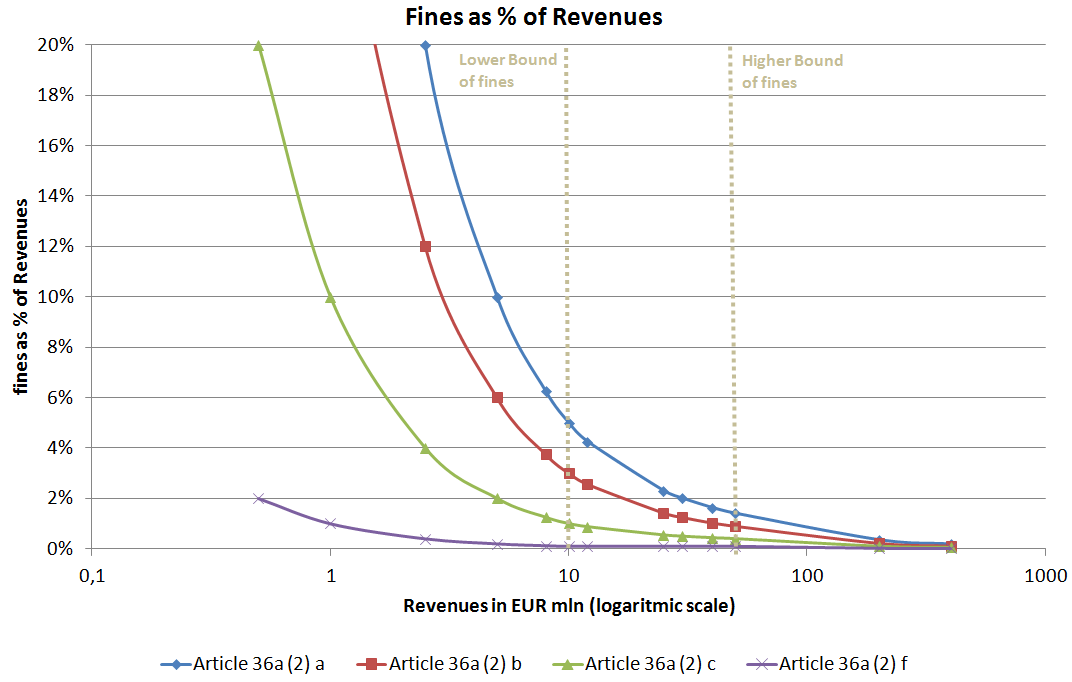 Fines as % of Revenues
20%
18%
16%
14%
12%
10%
8%
6%
4%
2%
0%
fines as % of Revenues
Lower Bound
of fines
Higher Bound
of fines
0,1
1
10
100
1000
Revenues in EUR mln (logaritmic scale)
Article 36a (2) a
Article 36a (2) b
Article 36a (2) c
Article 36a (2) f